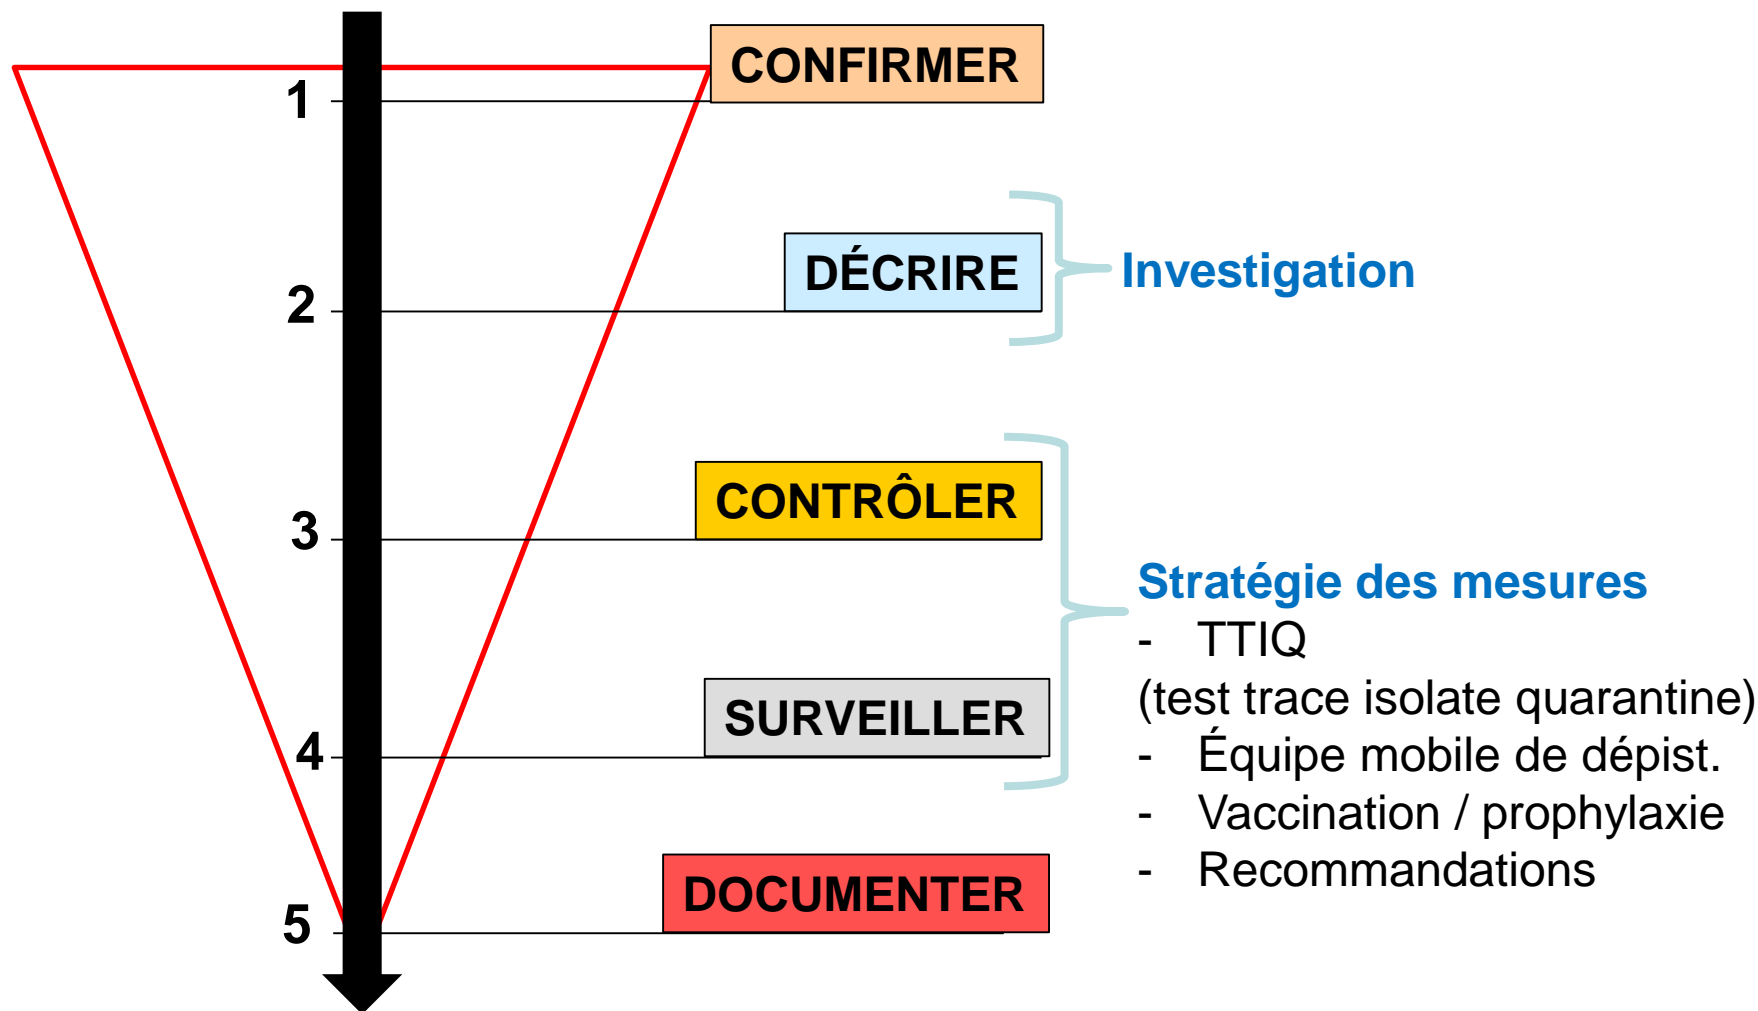 1
CONFIRMER
2
DÉCRIRE
Investigation
3
CONTRÔLER
4
SURVEILLER
Stratégie des mesures
- TTIQ
(test trace isolate quarantine)
- Équipe mobile de dépist.
- Vaccination / prophylaxie
- Recommandations
5
DOCUMENTER